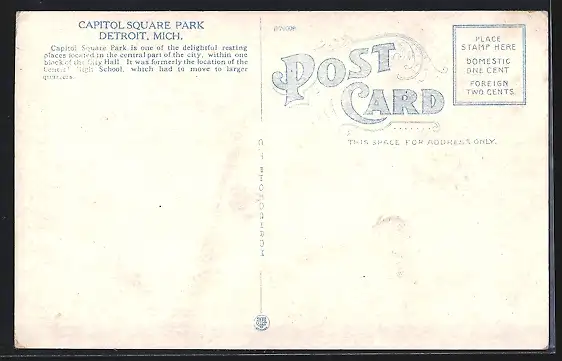 CAPITOL SQUARE PARK
DETROIT, MICH.
Capitol Square Park is one of the delightful resting
places located in the central part of the city, within one
block of the City Hall. It was formerly the location of the
Central High School, which had to move to larger
quarters.
POST
CARD
THIS SPACE FOR ADDRESS ONLY.
PLACE
STAMP HERE
DOMESTIC
ONE CENT
FOREIGN
TWO CENTS